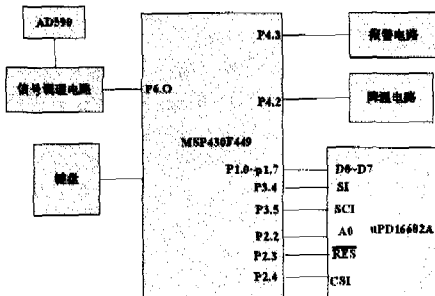 AD590
信号调理电路
键盘
P6.O
MSP430F449
P4.3
P4.2
P1.0~p1.7
P3.4
P3.5
P2.2
P2.3
P2.4
报警电路
降温电路
D0~D7
SI
SCI
A0
RES
CSI
uPD16682A